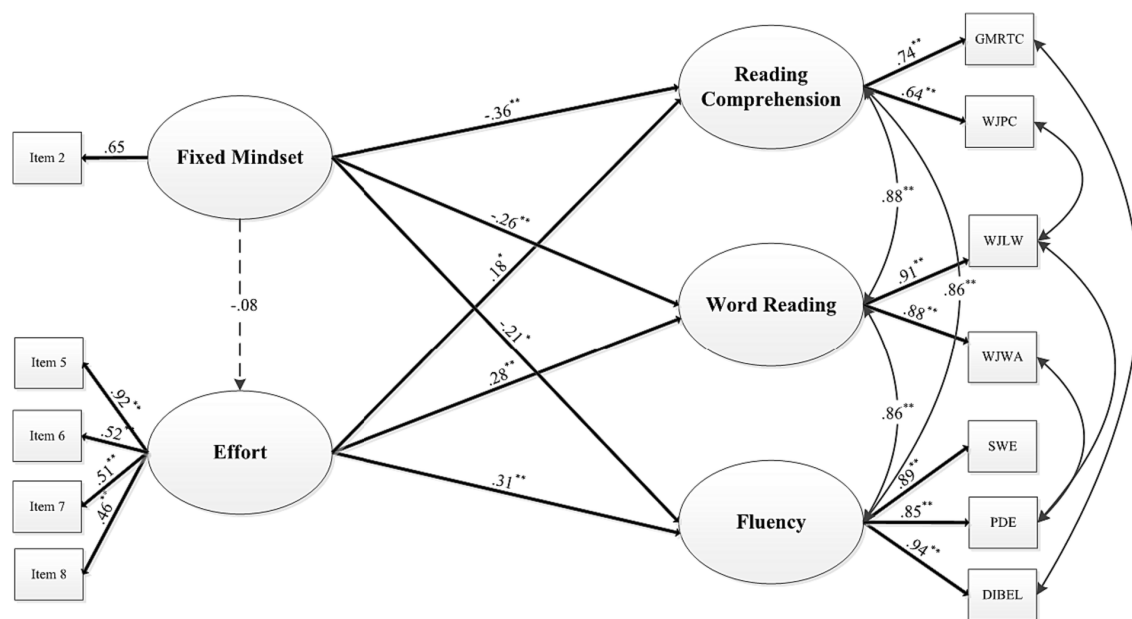 GMRTC
.74**
Reading
Comprehension
-.36**
.64**
WJPC
Item 2
.65
Fixed Mindset
.88**
-.26**
WJLW
.18*
.91**
.86**
-.08
Word Reading
-.21*
.88**
WJWA
Item 5
.28**
.92**
.86**
Item 6
.52**
Effort
SWE
.51**
.89**
.31**
Item 7
.46**
Fluency
.85**
PDE
.94**
Item 8
DIBEL